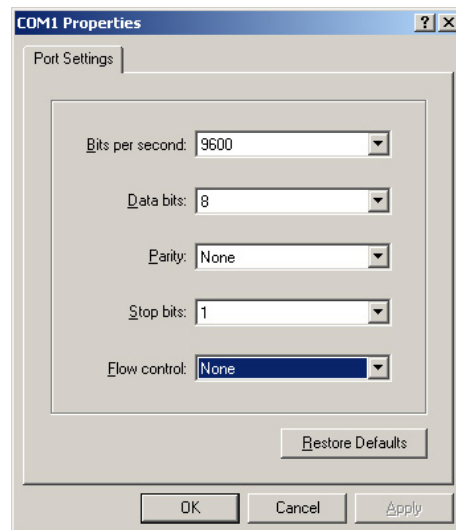 COM1 Properties
Port Settings
Bits per second: 9600
Data bits: 8
Parity: None
Stop bits: 1
Flow control: None
Restore Defaults
OK Cancel Apply